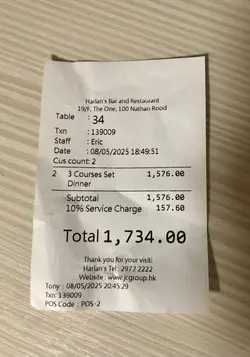 Harlan's Bar and Restaurant
19/F, The One, 100 Nathan Road
Table : 34
Txn : 139009
Staff : Eric
Date : 08/05/2025 18:49:51
Cus count: 2
2 3 Courses Set 1,576.00
Dinner
Subtotal 1,576.00
10% Service Charge 157.60
Total 1,734.00
Thank you for your visit!
Harlan's Tel : 2972 2222
Website : www.jcgroup.hk
Tony : 08/05/2025 20:45:29
Txn: 139009
POS Code : POS-2